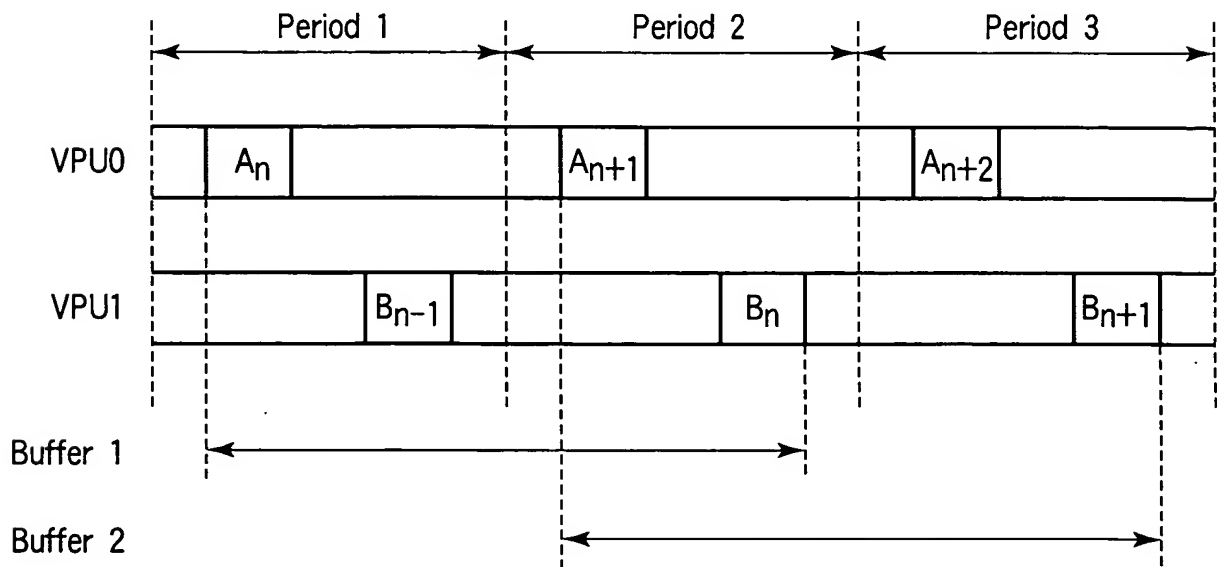 Period 1 Period 2 Period 3
VPU0 Aₙ Aₙ₊₁ Aₙ₊₂
VPU1 Bₙ₋₁ Bₙ Bₙ₊₁
Buffer 1
Buffer 2